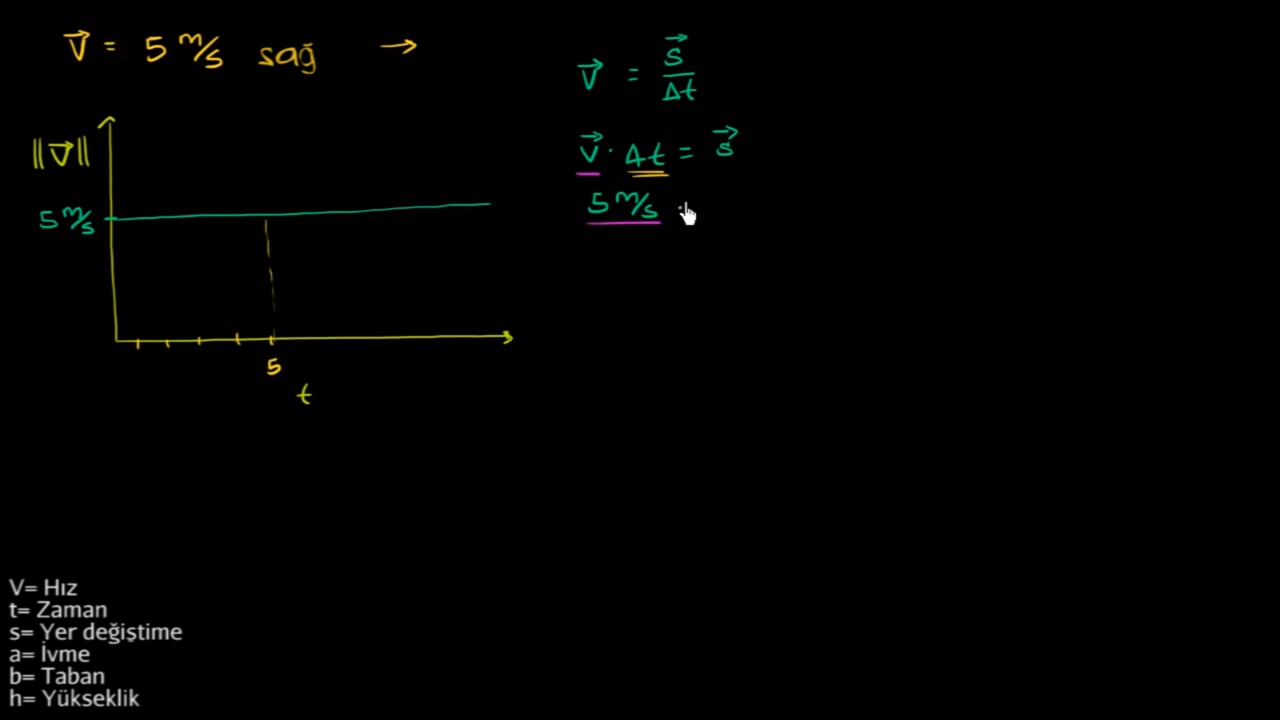 V⃗ = 5 m/s sağ →
‖V⃗‖
5 m/s
5
t
V⃗ = s⃗ / Δt
V⃗ · Δt = s⃗
5 m/s ·
V= Hız
t= Zaman
s= Yer değiştime
a= İvme
b= Taban
h= Yükseklik